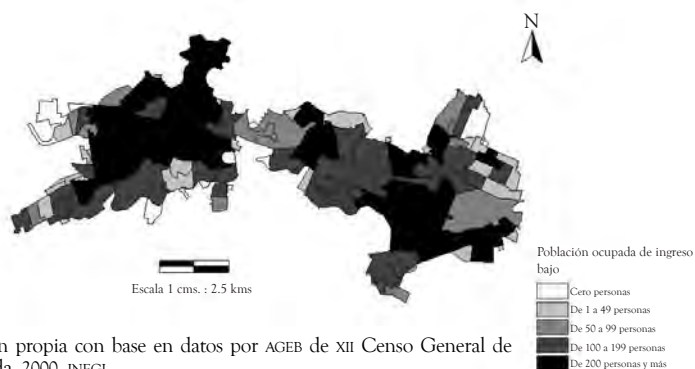 N
Escala 1 cms. : 2.5 kms
Población ocupada de ingreso
bajo
Cero personas
De 1 a 49 personas
De 50 a 99 personas
De 100 a 199 personas
De 200 personas y más
n propia con base en datos por AGEB de XII Censo General de
da, 2000, INEGI